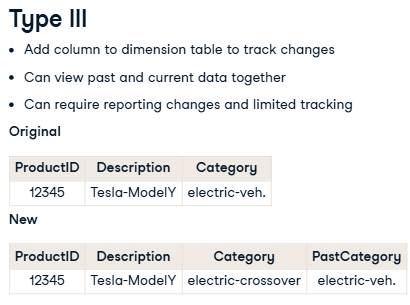 Type III
• Add column to dimension table to track changes
• Can view past and current data together
• Can require reporting changes and limited tracking
Original
ProductID Description Category
12345 Tesla-ModelY electric-veh.
New
ProductID Description Category PastCategory
12345 Tesla-ModelY electric-crossover electric-veh.